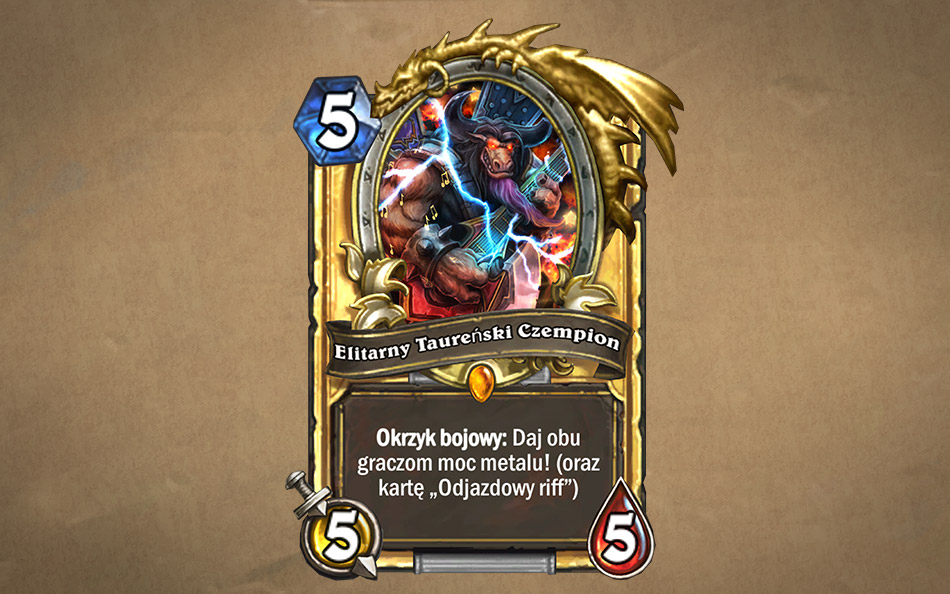 5
Elitarny Taureński Czempion
Okrzyk bojowy: Daj obu
graczom moc metalu! (oraz
kartę „Odjazdowy riff”)
5
5